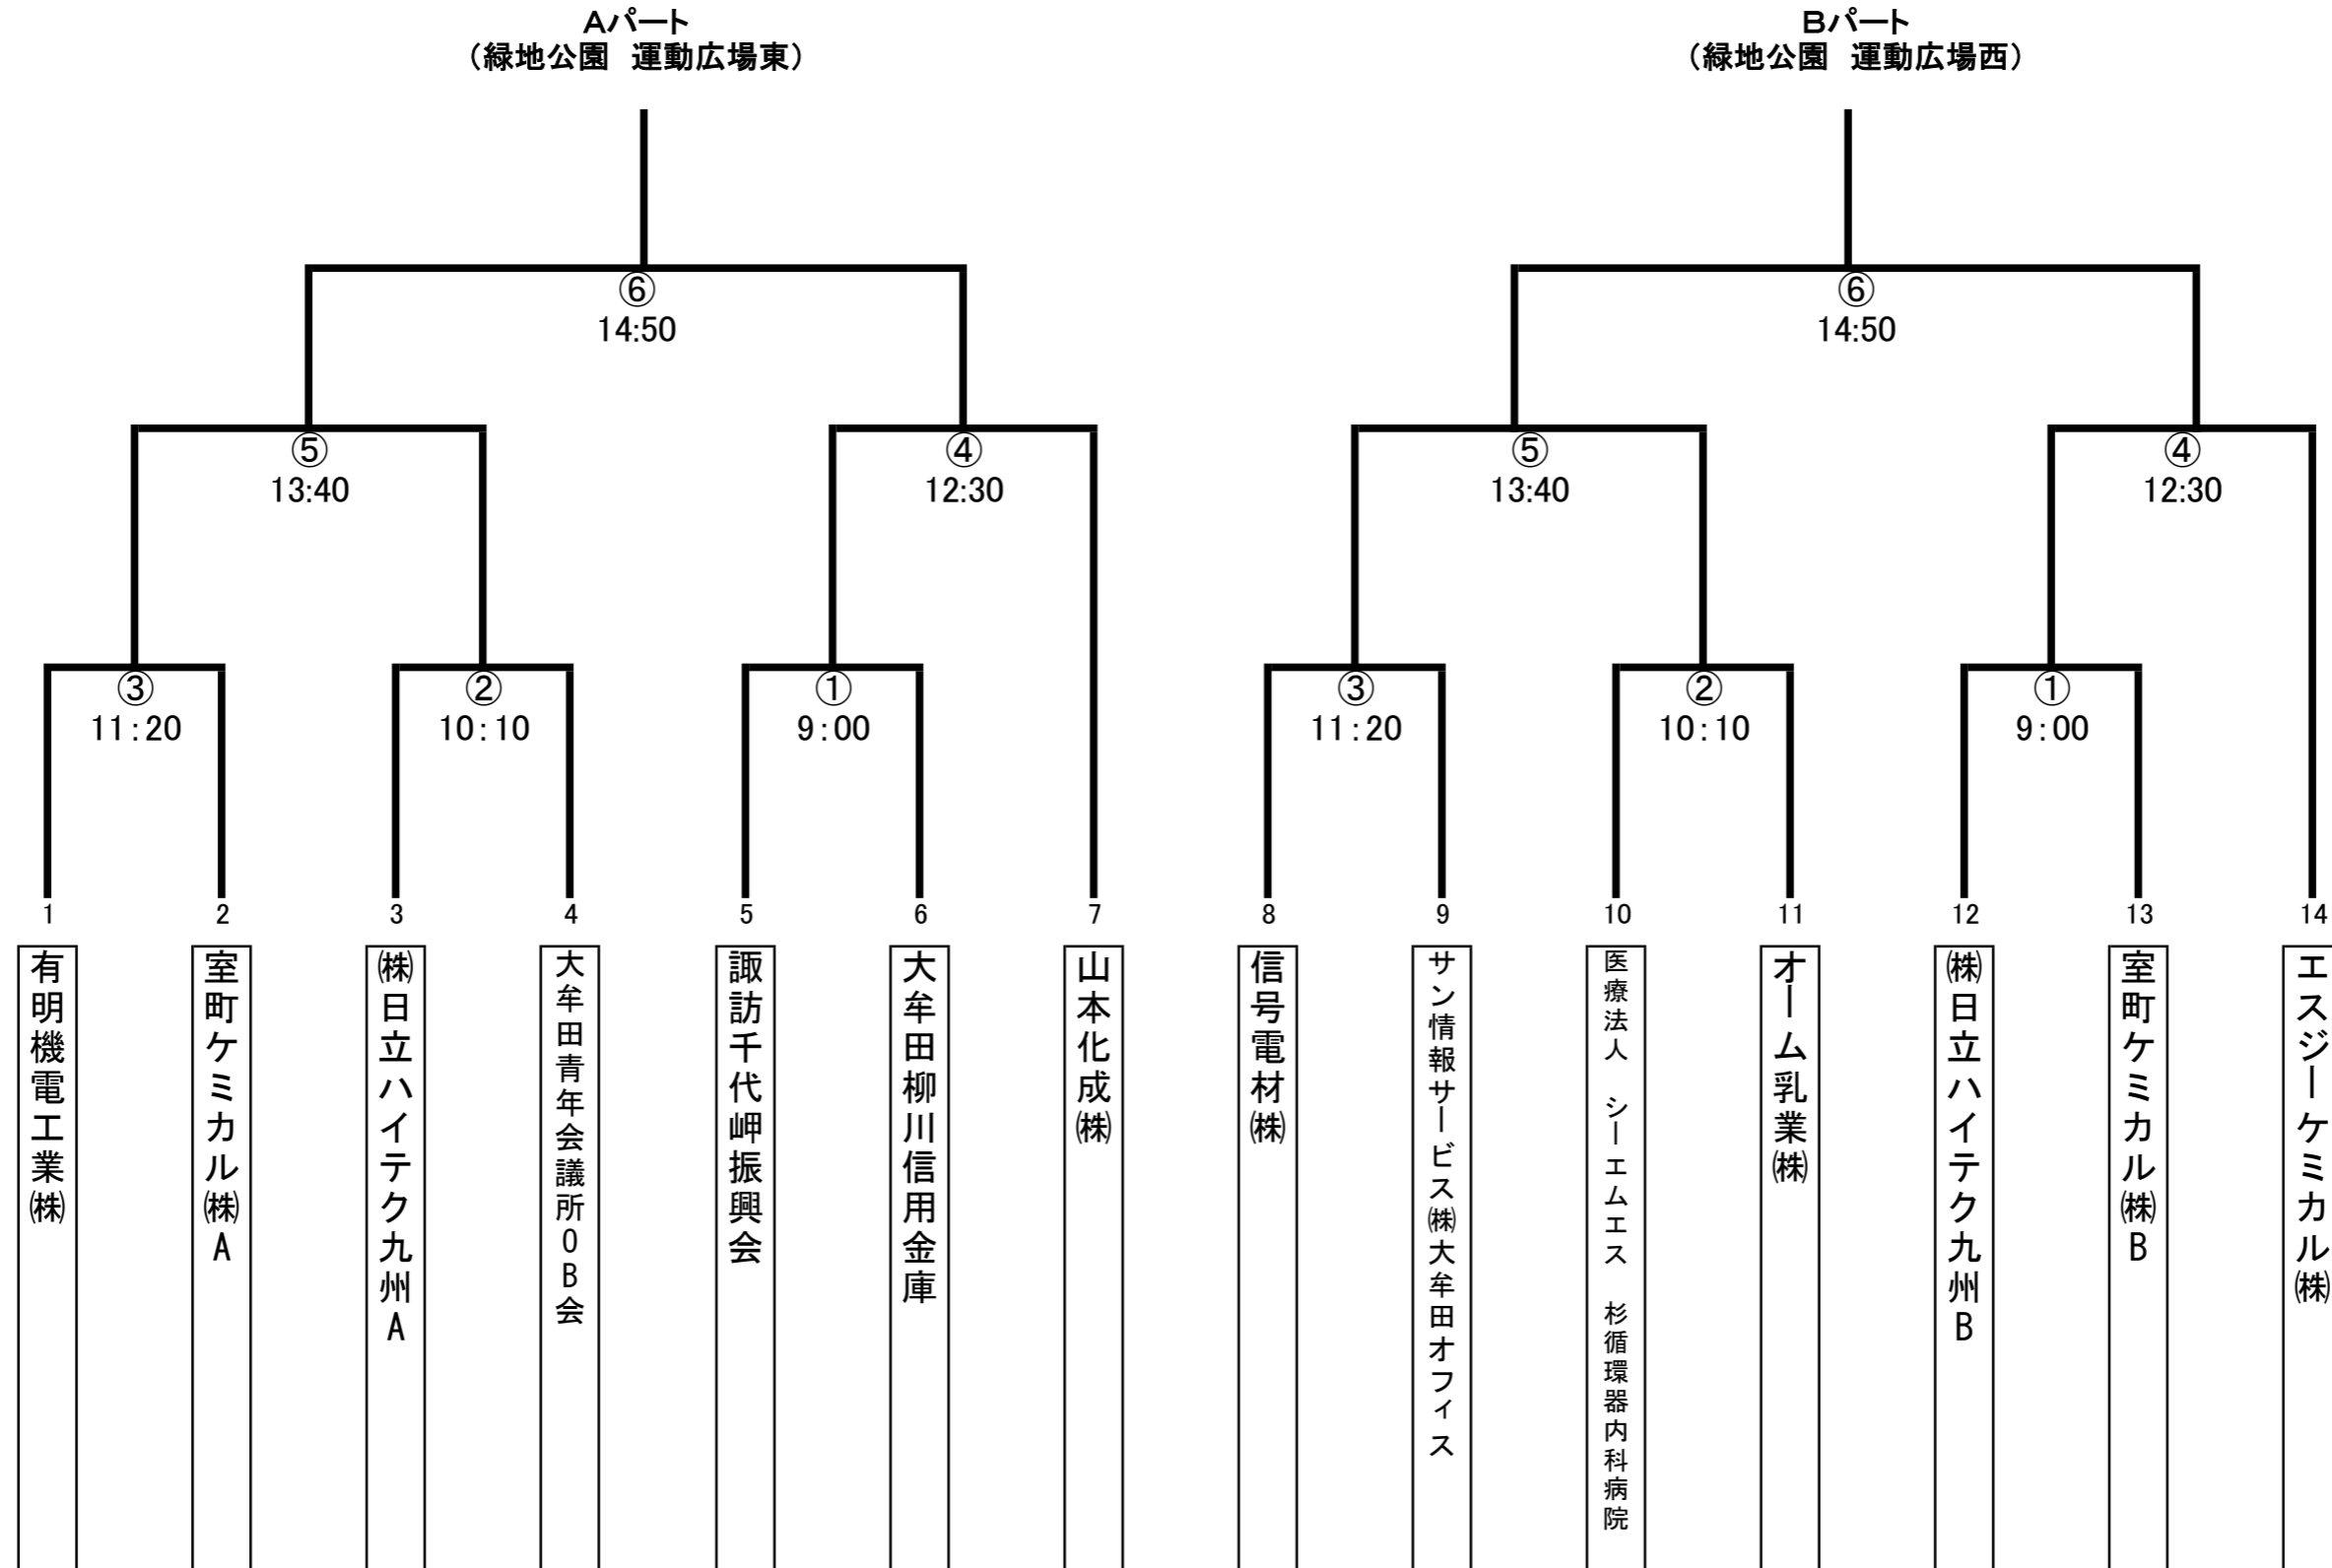 Aパート
（緑地公園　運動広場東）
Bパート
（緑地公園　運動広場西）
⑥
14:50
⑥
14:50
⑤
13:40
④
12:30
⑤
13:40
④
12:30
③
11:20
②
10:10
①
9:00
③
11:20
②
10:10
①
9:00
1
2
3
4
5
6
7
8
9
10
11
12
13
14
有明機電工業㈱
室町ケミカル㈱A
㈱日立ハイテク九州A
大牟田青年会議所OB会
諏訪千代岬振興会
大牟田柳川信用金庫
山本化成㈱
信号電材㈱
サン情報サービス㈱大牟田オフィス
医療法人　シーエムエス　杉循環器内科病院
オーム乳業㈱
㈱日立ハイテク九州B
室町ケミカル㈱B
エスジーケミカル㈱